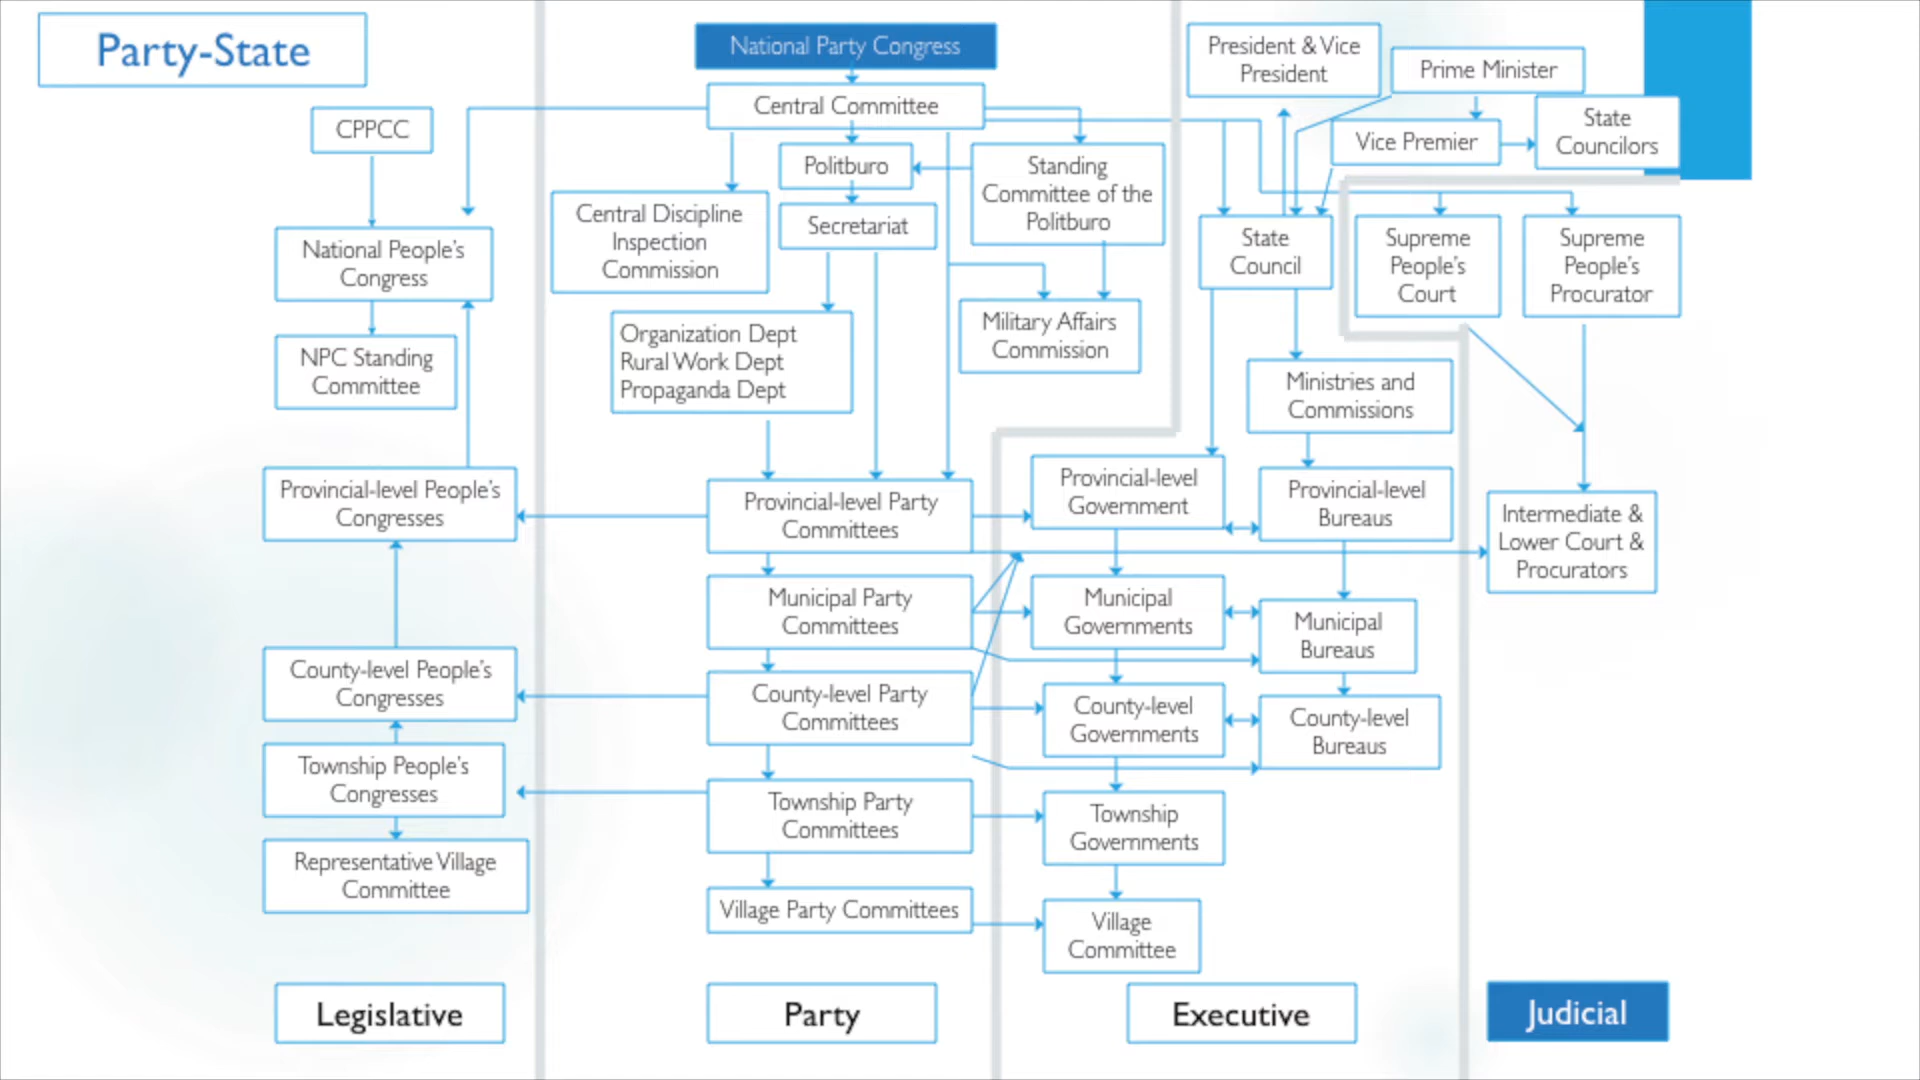 Party-State
CPPCC
National People's
Congress
NPC Standing
Committee
Provincial-level People's
Congresses
County-level People's
Congresses
Township People's
Congresses
Representative Village
Committee
Legislative
National Party Congress
Central Committee
Politburo
Secretariat
Standing
Committee of the
Politburo
Central Discipline
Inspection
Commission
Organization Dept
Rural Work Dept
Propaganda Dept
Military Affairs
Commission
Provincial-level Party
Committees
Municipal Party
Committees
County-level Party
Committees
Township Party
Committees
Village Party Committees
Party
President & Vice
President
Prime Minister
Vice Premier
State
Councilors
State
Council
Ministries and
Commissions
Provincial-level
Government
Provincial-level
Bureaus
Municipal
Governments
Municipal
Bureaus
County-level
Governments
County-level
Bureaus
Township
Governments
Village
Committee
Executive
Supreme
People's
Court
Supreme
People's
Procurator
Intermediate &
Lower Court &
Procurators
Judicial